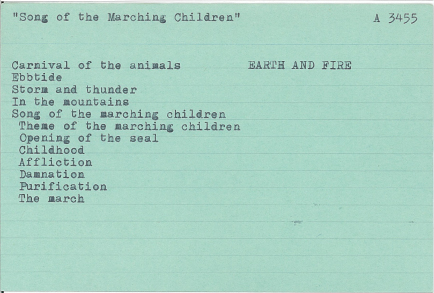 "Song of the Marching Children" A 3455
Carnival of the animals EARTH AND FIRE
Ebbtide
Storm and thunder
In the mountains
Song of the marching children
Theme of the marching children
Opening of the seal
Childhood
Affliction
Damnation
Purification
The march